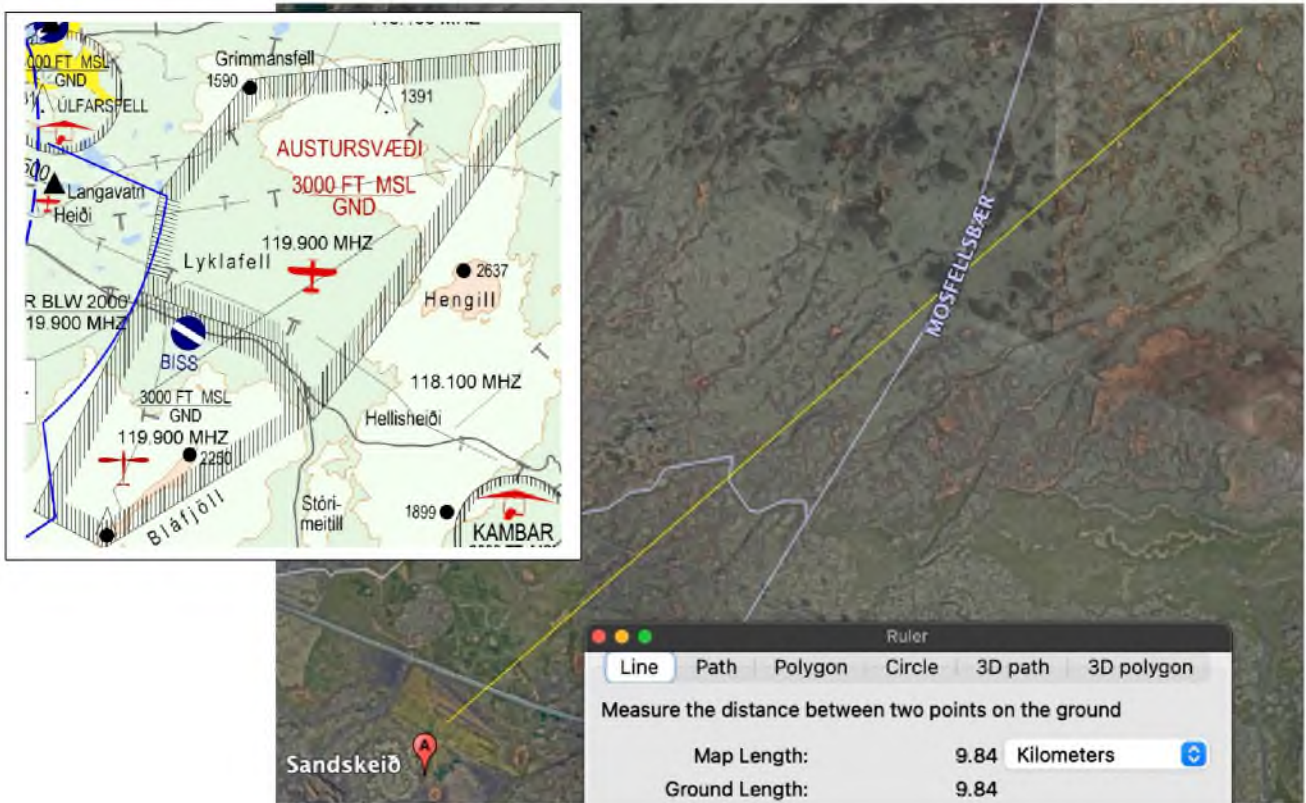 Grimmansfell
1590
1391
000 FT MSL
GND
ÚLFARSFELL
AUSTURSVÆÐI
3000 FT MSL
GND
Langavatn
Heiði
119.900 MHZ
Lyklafell
2637
Hengill
R BLW 2000'
19.900 MHZ
BISS
3000 FT MSL
GND
118.100 MHZ
Hellisheiði
119.900 MHZ
2250
Bláfjöll
Stóri-
meitill
1899
KAMBAR
MOSFELLSBÆR
Sandskeið
A
Ruler
Line Path Polygon Circle 3D path 3D polygon
Measure the distance between two points on the ground
Map Length: 9.84 Kilometers
Ground Length: 9.84